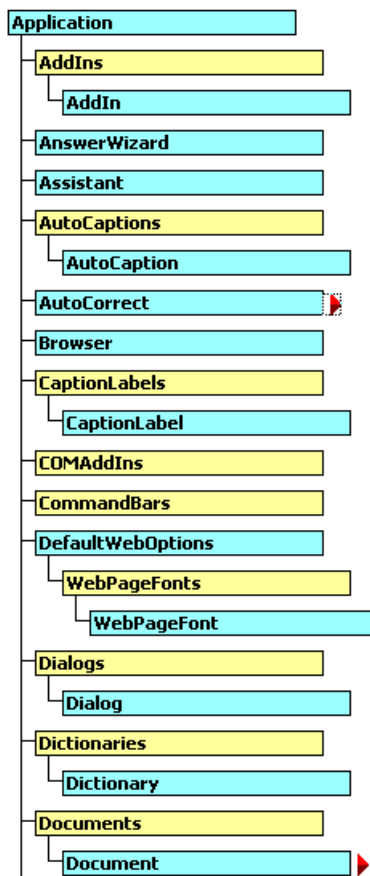 Application
AddIns
AddIn
AnswerWizard
Assistant
AutoCaptions
AutoCaption
AutoCorrect
Browser
CaptionLabels
CaptionLabel
COMAddIns
CommandBars
DefaultWebOptions
WebPageFonts
WebPageFont
Dialogs
Dialog
Dictionaries
Dictionary
Documents
Document